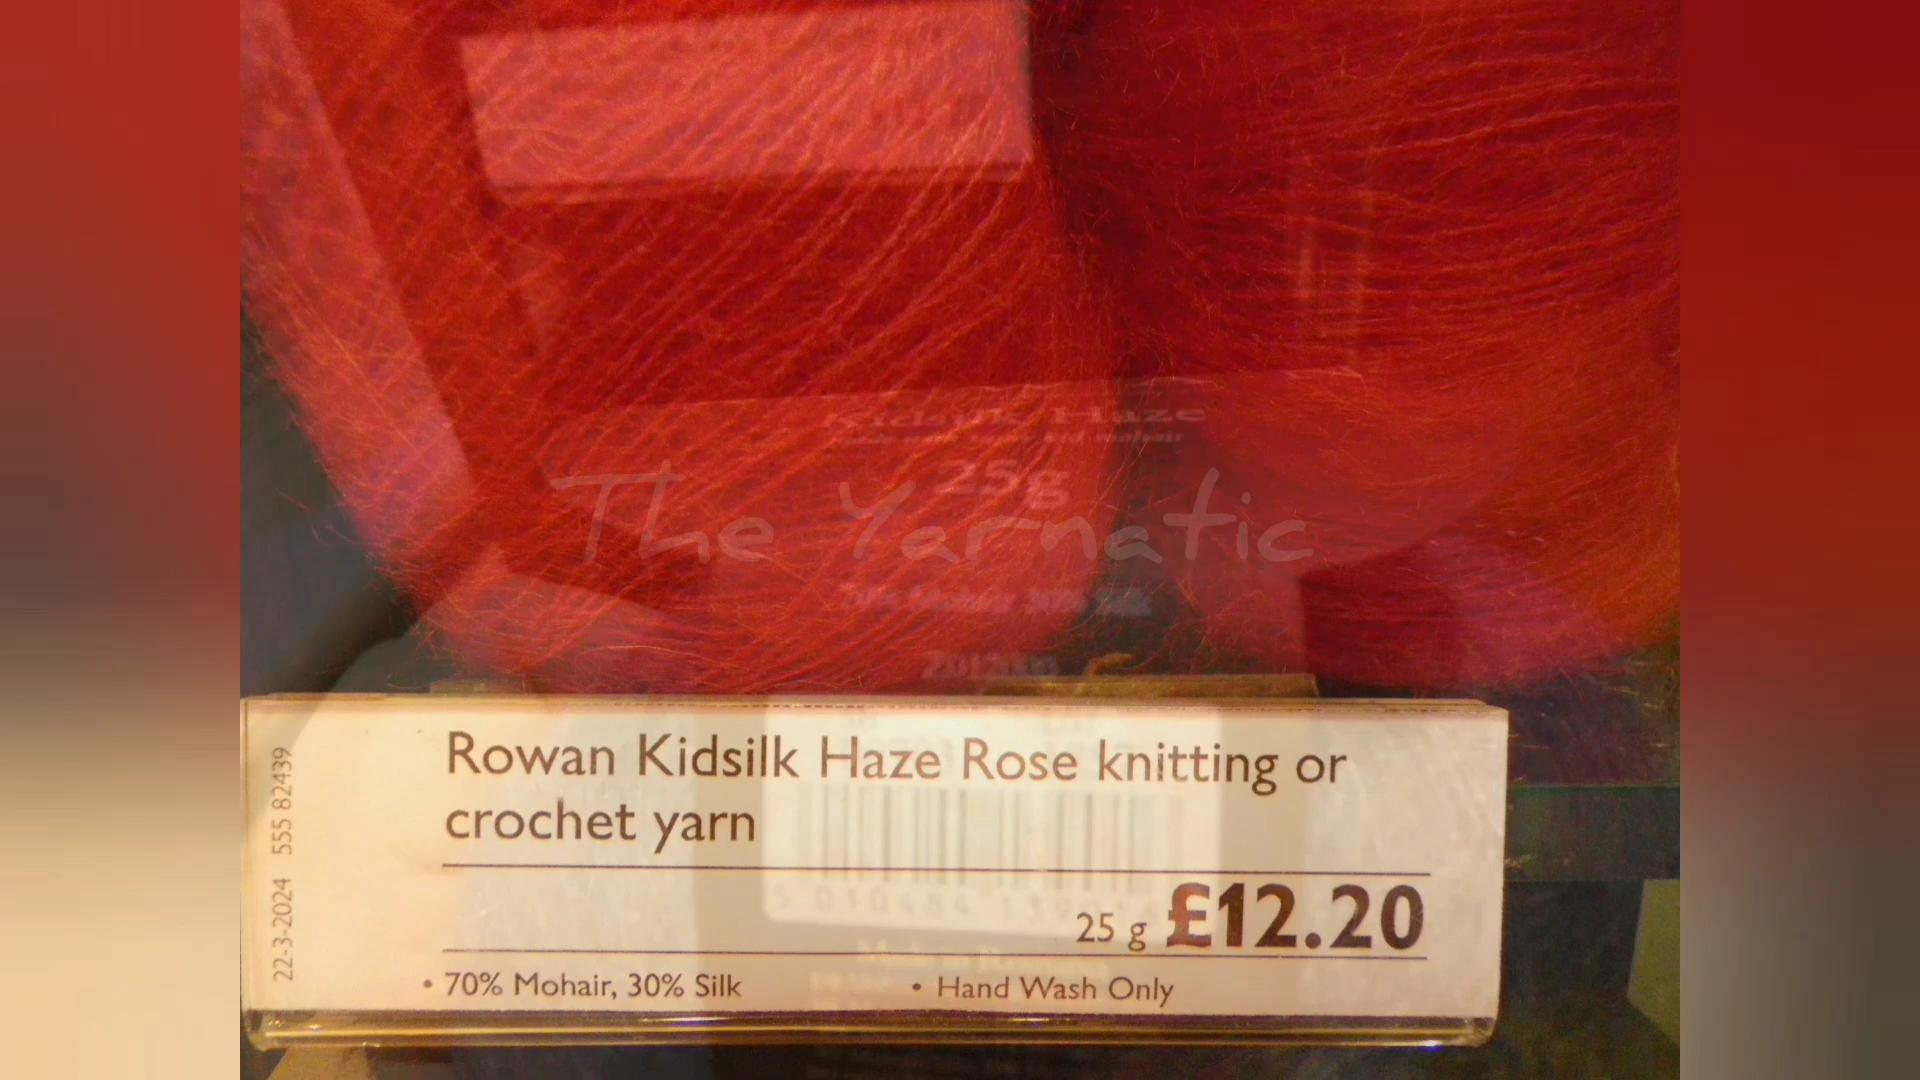 Kidsilk Haze
25g
The Yarnatic
Rowan Kidsilk Haze Rose knitting or
crochet yarn
25 g £12.20
• 70% Mohair, 30% Silk
• Hand Wash Only
22-3-2024 555 82439